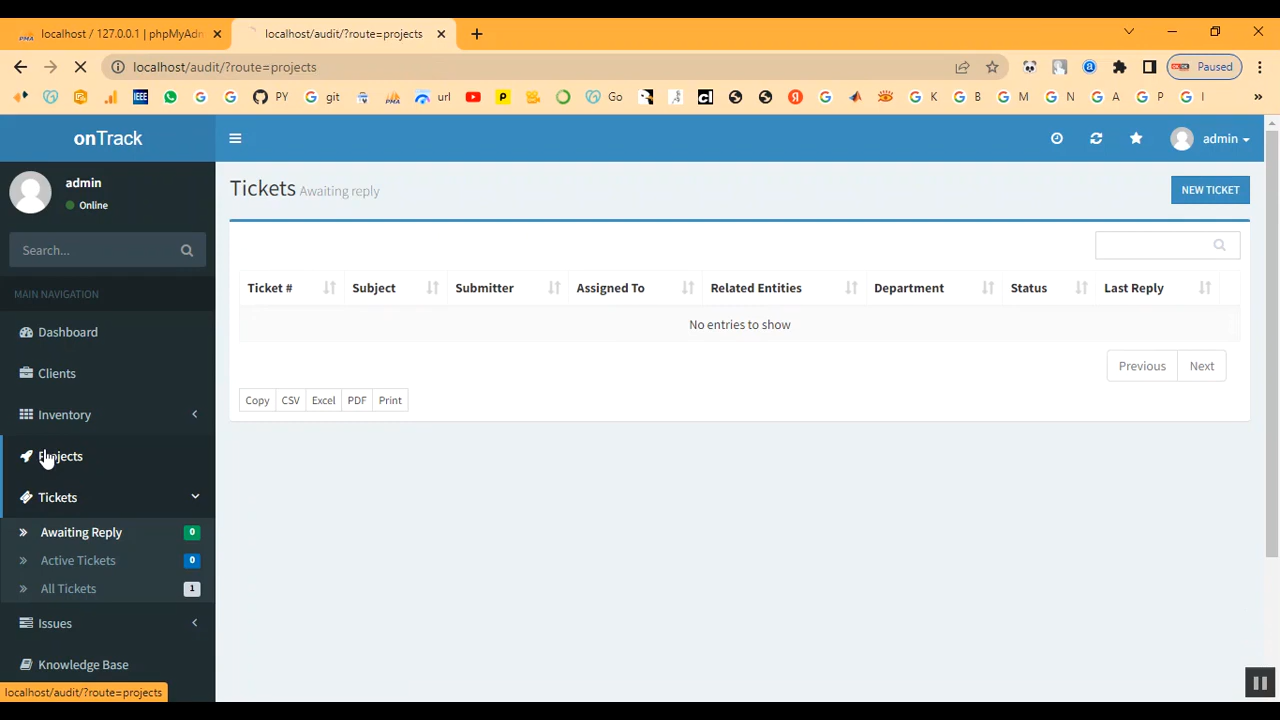 localhost / 127.0.0.1 | phpMyAdn
localhost/audit/?route=projects
localhost/audit/?route=projects
Paused
IEEE
PY
git
url
Go
K
B
M
N
A
P
I
onTrack
admin
admin
Online
Search...
MAIN NAVIGATION
Dashboard
Clients
Inventory
Projects
Tickets
Awaiting Reply 0
Active Tickets 0
All Tickets 1
Issues
Knowledge Base
localhost/audit/?route=projects
Tickets Awaiting reply
NEW TICKET
Ticket # Subject Submitter Assigned To Related Entities Department Status Last Reply
No entries to show
Previous Next
Copy CSV Excel PDF Print